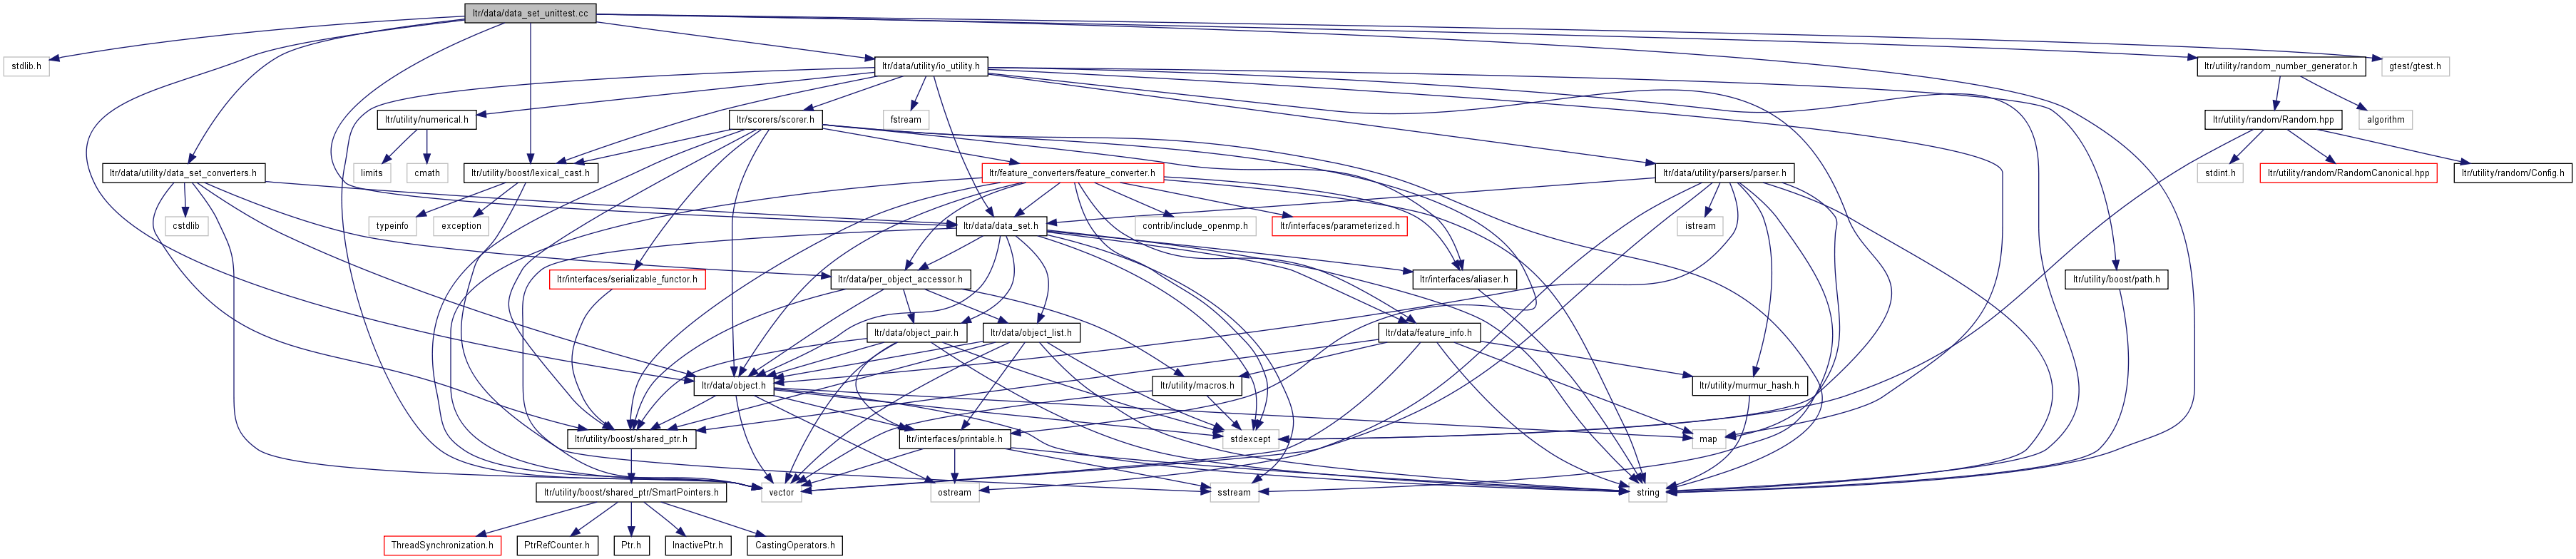 ltr/data/data_set_unittest.cc
stdlib.h
ltr/data/utility/io_utility.h
ltr/utility/random_number_generator.h
gtest/gtest.h
ltr/utility/numerical.h
ltr/scorers/scorer.h
fstream
ltr/utility/random/Random.hpp
algorithm
ltr/data/utility/data_set_converters.h
limits
cmath
ltr/utility/boost/lexical_cast.h
ltr/feature_converters/feature_converter.h
ltr/data/utility/parsers/parser.h
stdint.h
ltr/utility/random/RandomCanonical.hpp
ltr/utility/random/Config.h
cstdlib
typeinfo
exception
ltr/data/data_set.h
contrib/include_openmp.h
ltr/interfaces/parameterized.h
istream
ltr/interfaces/serializable_functor.h
ltr/data/per_object_accessor.h
ltr/interfaces/aliaser.h
ltr/utility/boost/path.h
ltr/data/object_pair.h
ltr/data/object_list.h
ltr/data/feature_info.h
ltr/data/object.h
ltr/utility/macros.h
ltr/utility/murmur_hash.h
ltr/utility/boost/shared_ptr.h
ltr/interfaces/printable.h
stdexcept
map
ltr/utility/boost/shared_ptr/SmartPointers.h
vector
ostream
sstream
string
ThreadSynchronization.h
PtrRefCounter.h
Ptr.h
InactivePtr.h
CastingOperators.h